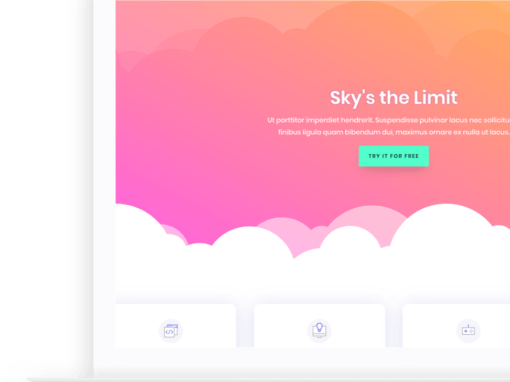 Sky's the Limit
Ut porttitor imperdiet hendrerit. Suspendisse pulvinar lacus nec
finibus ligula quam bibendum dui, maximus ornare ex nulla ut lacus.
TRY IT FOR FREE